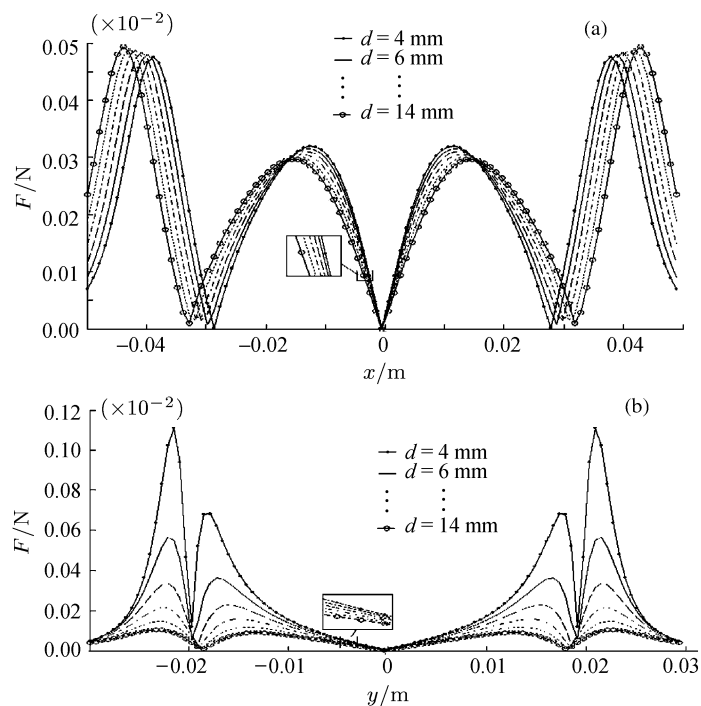 (×10⁻²)
(a)
0.05
0.04
0.03
0.02
0.01
0.00
F/N
d = 4 mm
d = 6 mm
d = 14 mm
−0.04
−0.02
0
0.02
0.04
x/m
(×10⁻²)
(b)
0.12
0.10
0.08
0.06
0.04
0.02
0.00
F/N
d = 4 mm
d = 6 mm
d = 14 mm
−0.02
−0.01
0
0.01
0.02
0.03
y/m